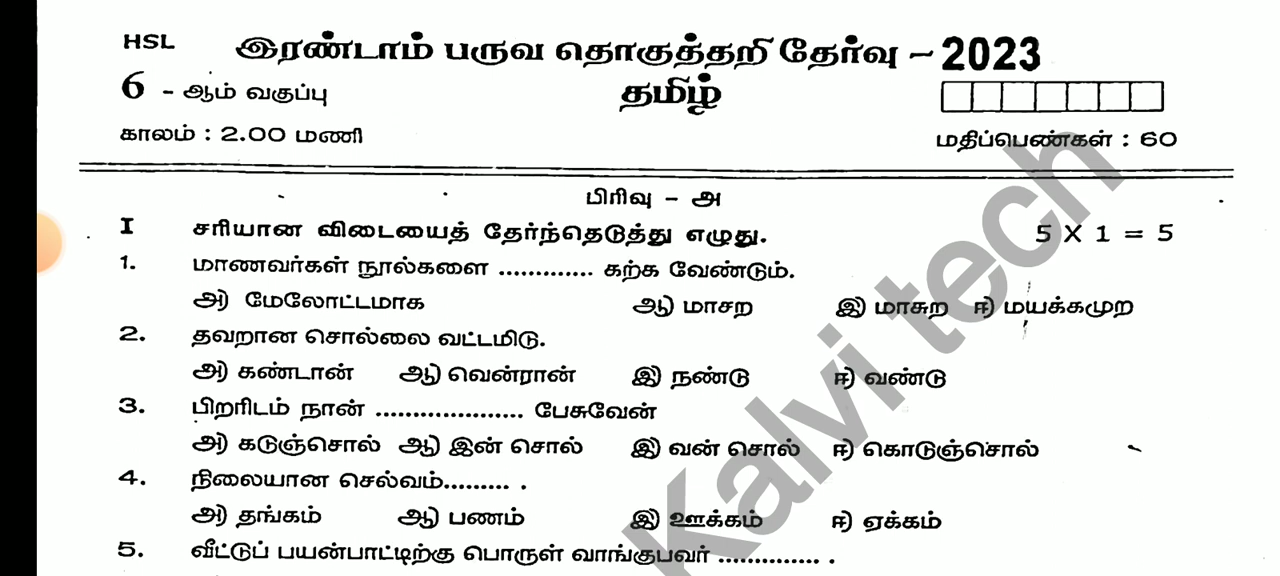 HSL இரண்டாம் பருவ தொகுத்தறி தேர்வு – 2023
6 - ஆம் வகுப்பு தமிழ்
காலம் : 2.00 மணி மதிப்பெண்கள் : 60
பிரிவு – அ
I சரியான விடையைத் தேர்ந்தெடுத்து எழுது. 5 X 1 = 5
1. மாணவர்கள் நூல்களை ............. கற்க வேண்டும்.
அ) மேலோட்டமாக ஆ) மாசற இ) மாசுற ஈ) மயக்கமுற
2. தவறான சொல்லை வட்டமிடு.
அ) கண்டான் ஆ) வென்ரான் இ) நண்டு ஈ) வண்டு
3. பிறரிடம் நான் ..................... பேசுவேன்
அ) கடுஞ்சொல் ஆ) இன் சொல் இ) வன் சொல் ஈ) கொடுஞ்சொல்
4. நிலையான செல்வம்......... .
அ) தங்கம் ஆ) பணம் இ) ஊக்கம் ஈ) ஏக்கம்
5. வீட்டுப் பயன்பாட்டிற்கு பொருள் வாங்குபவர் .............. .
Kalvi tech